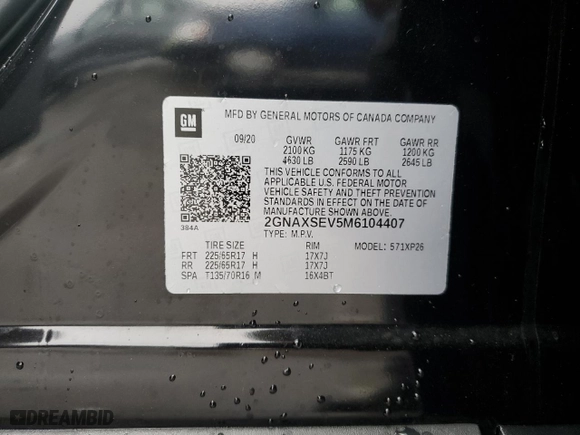 GM
MFD BY GENERAL MOTORS OF CANADA COMPANY
09/20 GVWR GAWR FRT GAWR RR
2100 KG 1175 KG 1200 KG
4630 LB 2590 LB 2645 LB
THIS VEHICLE CONFORMS TO ALL
APPLICABLE U.S. FEDERAL MOTOR
VEHICLE SAFETY AND THEFT PREVENTION
STANDARDS IN EFFECT ON THE DATE OF
MANUFACTURE SHOWN ABOVE.
384A 2GNAXSEV5M6104407
TYPE: M.P.V. MODEL: 571XP26
TIRE SIZE RIM
FRT 225/65R17 H 17X7J
RR 225/65R17 H 17X7J
SPA T135/70R16 M 16X4BT
DREAMBID